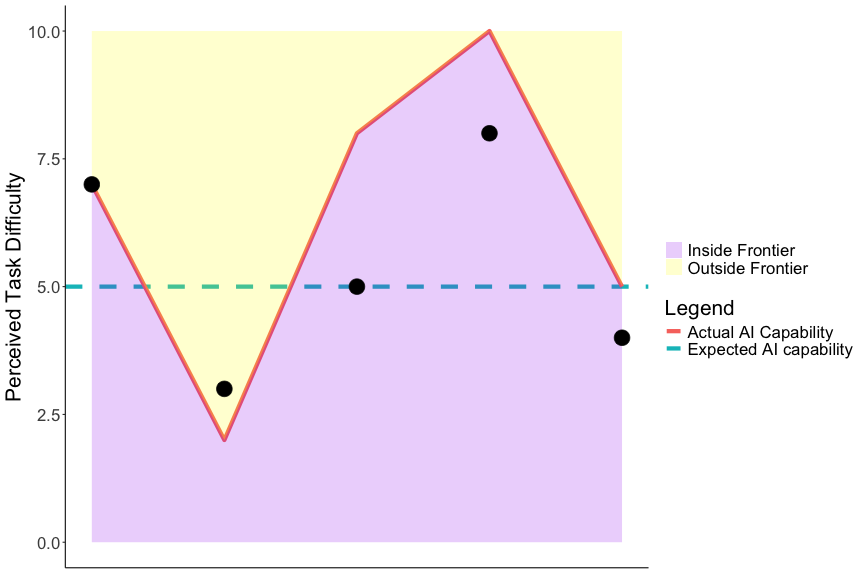 Perceived Task Difficulty
10.0
7.5
5.0
2.5
0.0
Inside Frontier
Outside Frontier
Legend
Actual AI Capability
Expected AI capability